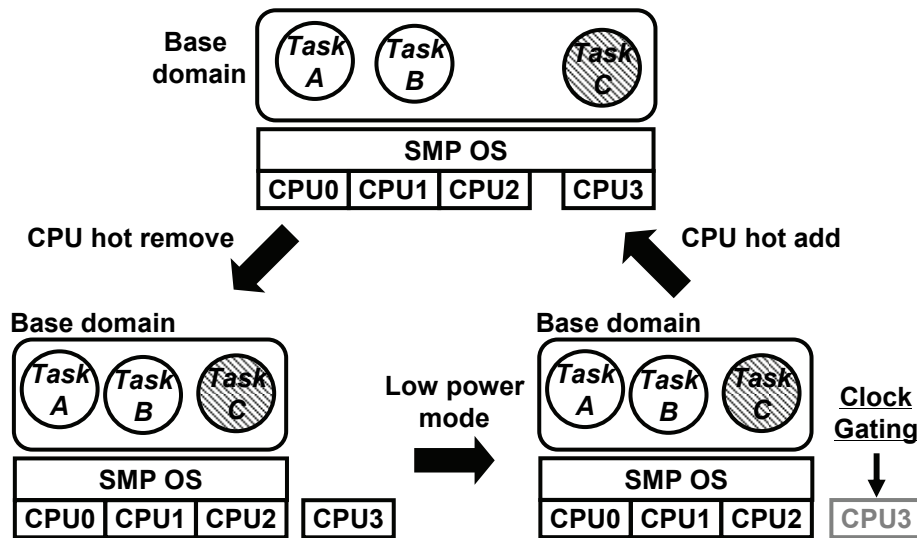 Base
domain
Task
A
Task
B
Task
C
SMP OS
CPU0 CPU1 CPU2 CPU3
CPU hot remove
CPU hot add
Base domain
Task
A
Task
B
Task
C
SMP OS
CPU0 CPU1 CPU2 CPU3
Low power
mode
Base domain
Task
A
Task
B
Task
C
SMP OS
CPU0 CPU1 CPU2 CPU3
Clock
Gating